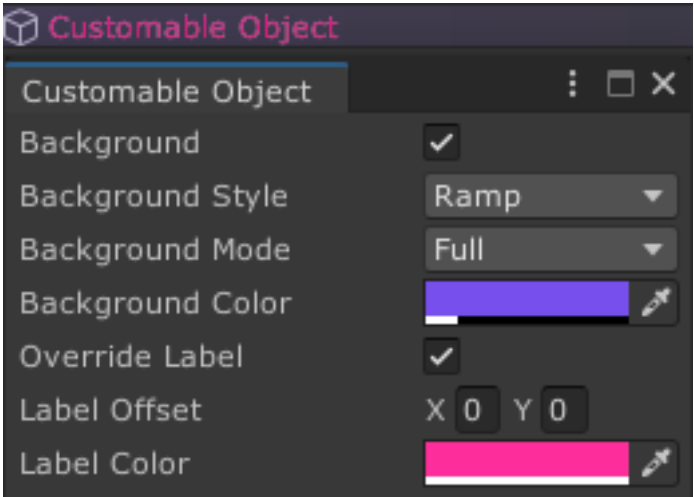 Customable Object
Customable Object
Background
Background Style Ramp
Background Mode Full
Background Color
Override Label
Label Offset X 0 Y 0
Label Color